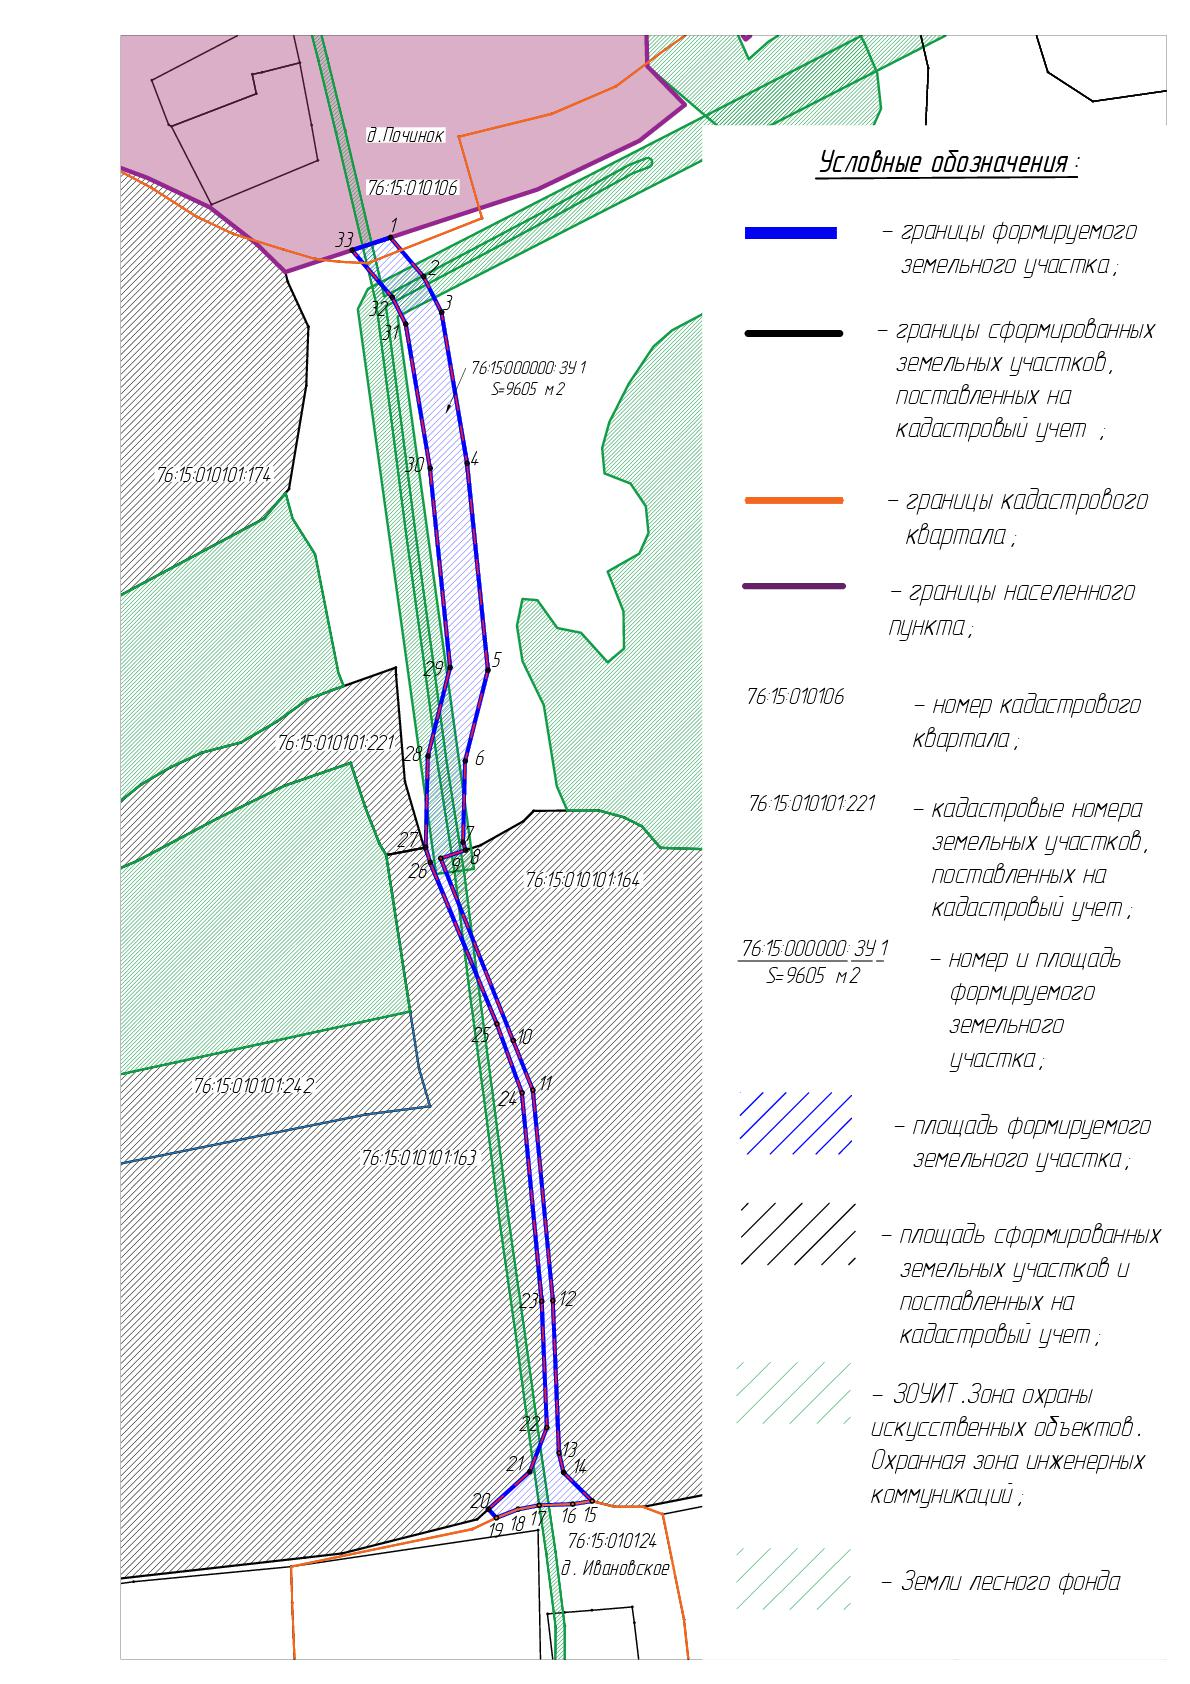 д.Починок
76:15:010106
33
1
2
32
3
31
76:15:000000: ЗУ 1
S=9605 м2
30
4
76:15:010101:174
29
5
76:15:010101:221
28
6
27
7
8
26
9
76:15:010101:164
25
10
11
24
76:15:010101:242
76:15:010101:163
23
12
22
13
21
14
20
19
18
17
16
15
76:15:010124
д. Ивановское
Условные обозначения :
– границы формируемого
земельного участка ;
– границы сформированных
земельных участков,
поставленных на
кадастровый учет ;
– границы кадастрового
квартала ;
– границы населенного
пункта ;
76:15:010106
– номер кадастрового
квартала ;
76:15:010101:221
– кадастровые номера
земельных участков,
поставленных на
кадастровый учет ;
76:15:000000: ЗУ 1
S=9605 м2
– номер и площадь
формируемого
земельного
участка ;
– площадь формируемого
земельного участка ;
– площадь сформированных
земельных участков и
поставленных на
кадастровый учет ;
– ЗОУИТ .Зона охраны
искусственных объектов.
Охранная зона инженерных
коммуникаций ;
– Земли лесного фонда